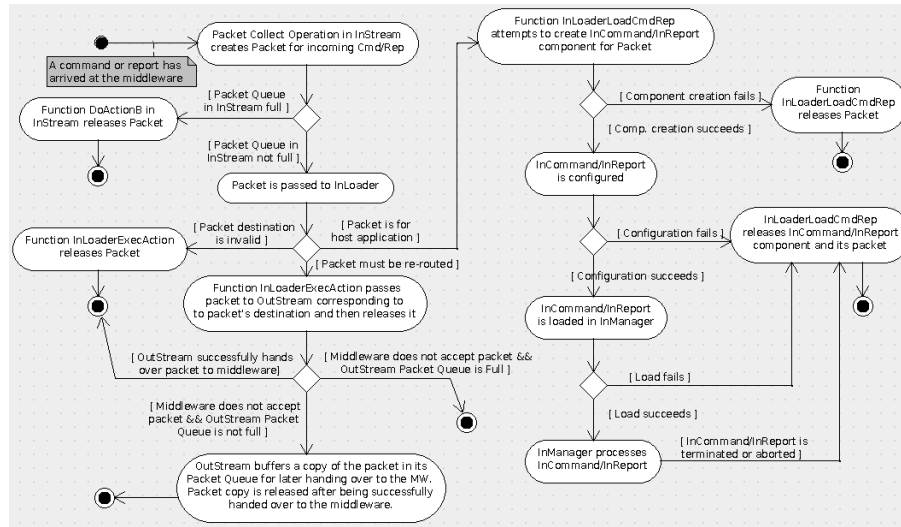 Packet Collect Operation in InStream
creates Packet for incoming Cmd/Rep
A command or report has
arrived at the middleware
[ Packet Queue
in InStream full ]
Function DoActionB in
InStream releases Packet
[ Packet Queue in
InStream not full ]
Packet is passed to InLoader
[ Packet destination
is invalid ]
[ Packet is for
host application ]
Function InLoaderExecAction
releases Packet
[ Packet must be re-routed ]
Function InLoaderExecAction passes
packet to OutStream corresponding to
to packet's destination and then releases it
[ OutStream successfully hands
over packet to middleware]
[ Middleware does not accept packet &&
OutStream Packet Queue is Full ]
[ Middleware does not accept
packet && OutStream Packet
Queue is not full ]
OutStream buffers a copy of the packet in its
Packet Queue for later handing over to the MW.
Packet copy is released after being successfully
handed over to the middleware.
Function InLoaderLoadCmdRep
attempts to create InCommand/InReport
component for Packet
[ Component creation fails ]
Function
InLoaderLoadCmdRep
releases Packet
[ Comp. creation succeeds ]
InCommand/InReport
is configured
[ Configuration fails ]
InLoaderLoadCmdRep
releases InCommand/InReport
component and its packet
[ Configuration succeeds ]
InCommand/InReport
is loaded in InManager
[ Load fails ]
[ Load succeeds ]
InManager processes
InCommand/InReport
[ InCommand/InReport is
terminated or aborted ]